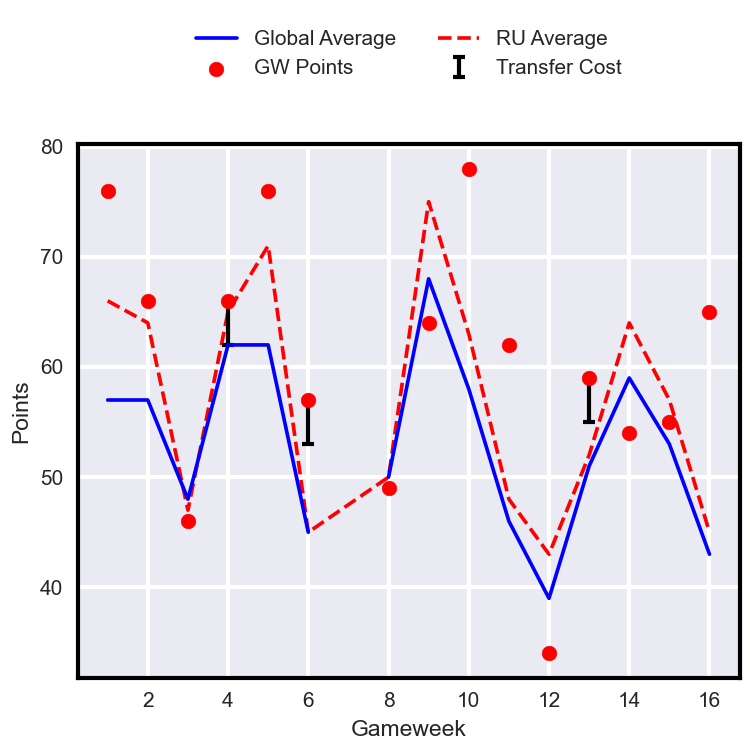 Global Average
RU Average
GW Points
Transfer Cost
80
70
60
50
40
Points
2 4 6 8 10 12 14 16
Gameweek